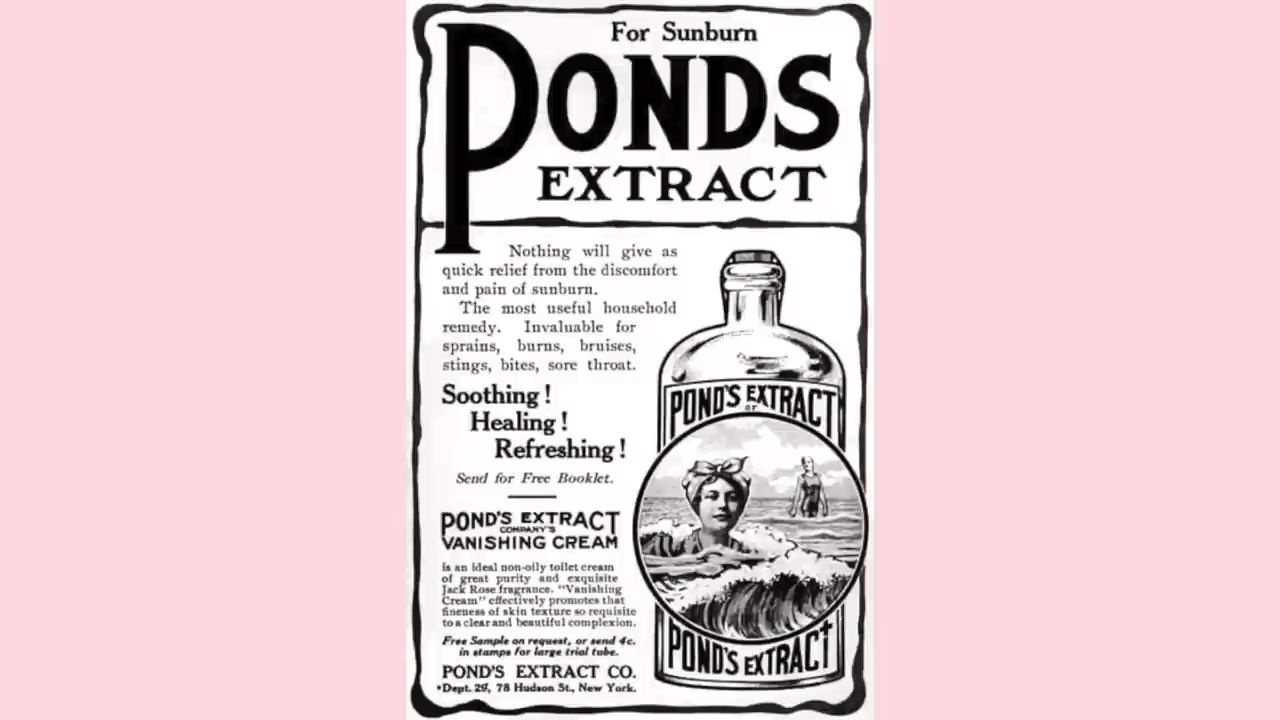 For Sunburn
PONDS
EXTRACT
Nothing will give as
quick relief from the discomfort
and pain of sunburn.
The most useful household
remedy. Invaluable for
sprains, burns, bruises,
stings, bites, sore throat.
Soothing!
Healing!
Refreshing!
Send for Free Booklet.
POND'S EXTRACT
COMPANY'S
VANISHING CREAM
is an ideal non-oily toilet cream
of great purity and exquisite
Jack Rose fragrance. "Vanishing
Cream" effectively promotes that
fineness of skin texture so requisite
to a clear and beautiful complexion.
Free Sample on request, or send 4c.
in stamps for large trial tube.
POND'S EXTRACT CO.
Dept. 29, 78 Hudson St., New York.
POND'S EXTRACT
POND'S EXTRACT